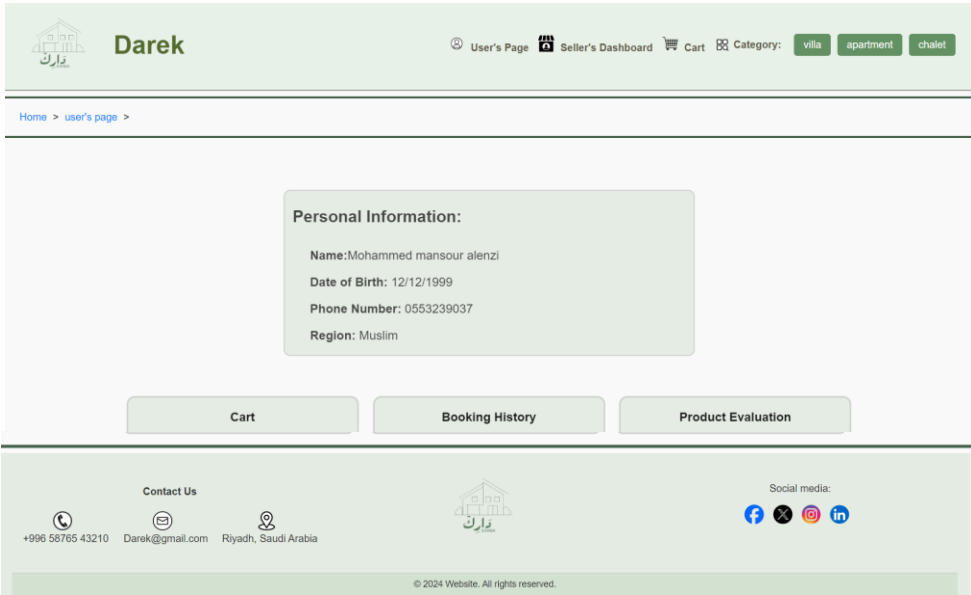 دَارِكْ
Darek
User's Page Seller's Dashboard Cart Category: villa apartment chalet
Home > user's page >
Personal Information:
Name:Mohammed mansour alenzi
Date of Birth: 12/12/1999
Phone Number: 0553239037
Region: Muslim
Cart Booking History Product Evaluation
Contact Us
+996 58765 43210 Darek@gmail.com Riyadh, Saudi Arabia
دَارِكْ
Social media:
© 2024 Website. All rights reserved.